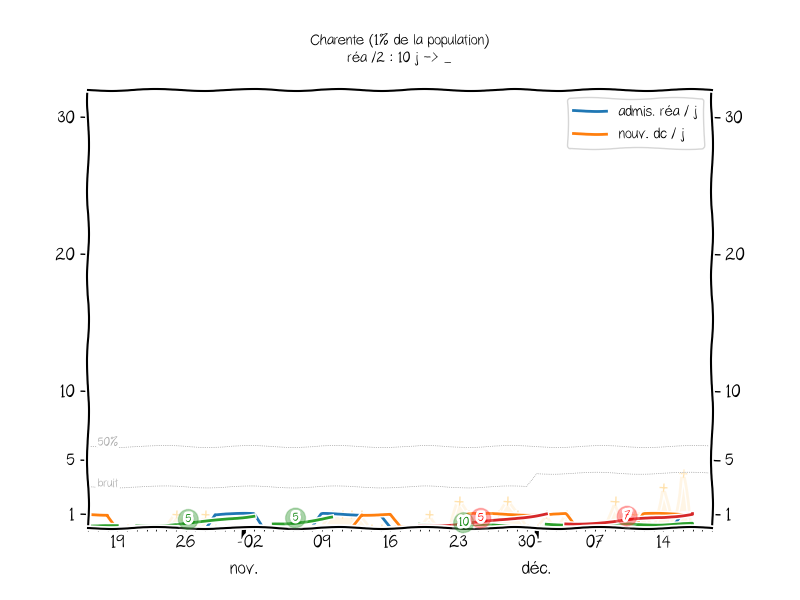 Charente (1% de la population)
réa /2 : 10 j -> _
admis. réa / j
nouv. dc / j
30 30
20 20
10 10
50%
5 5
bruit
1 1
5 5 10 5 7
19 26 02 09 16 23 30 07 14
nov. déc.